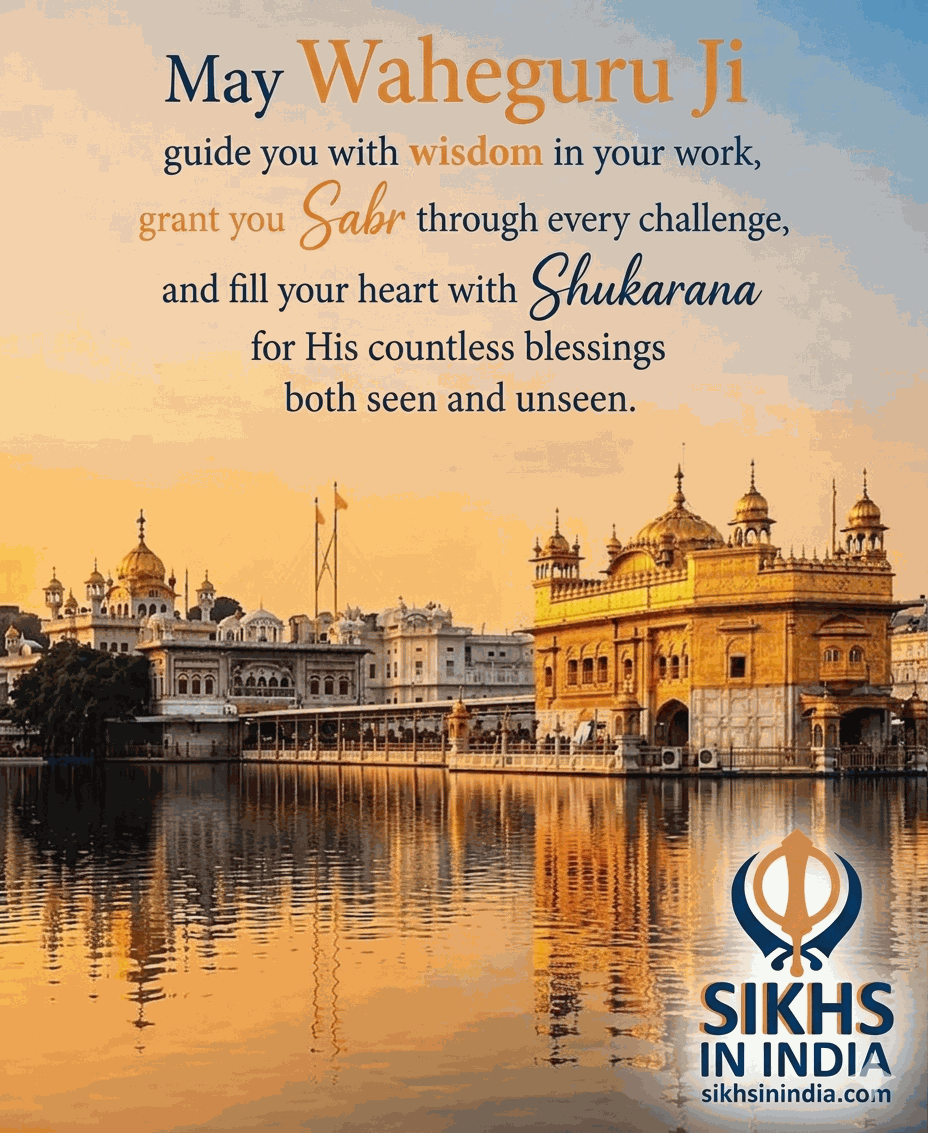 May Waheguru Ji
guide you with wisdom in your work,
grant you Sabr through every challenge,
and fill your heart with Shukarana
for His countless blessings
both seen and unseen.
SIKHS
IN INDIA
sikhsinindia.com